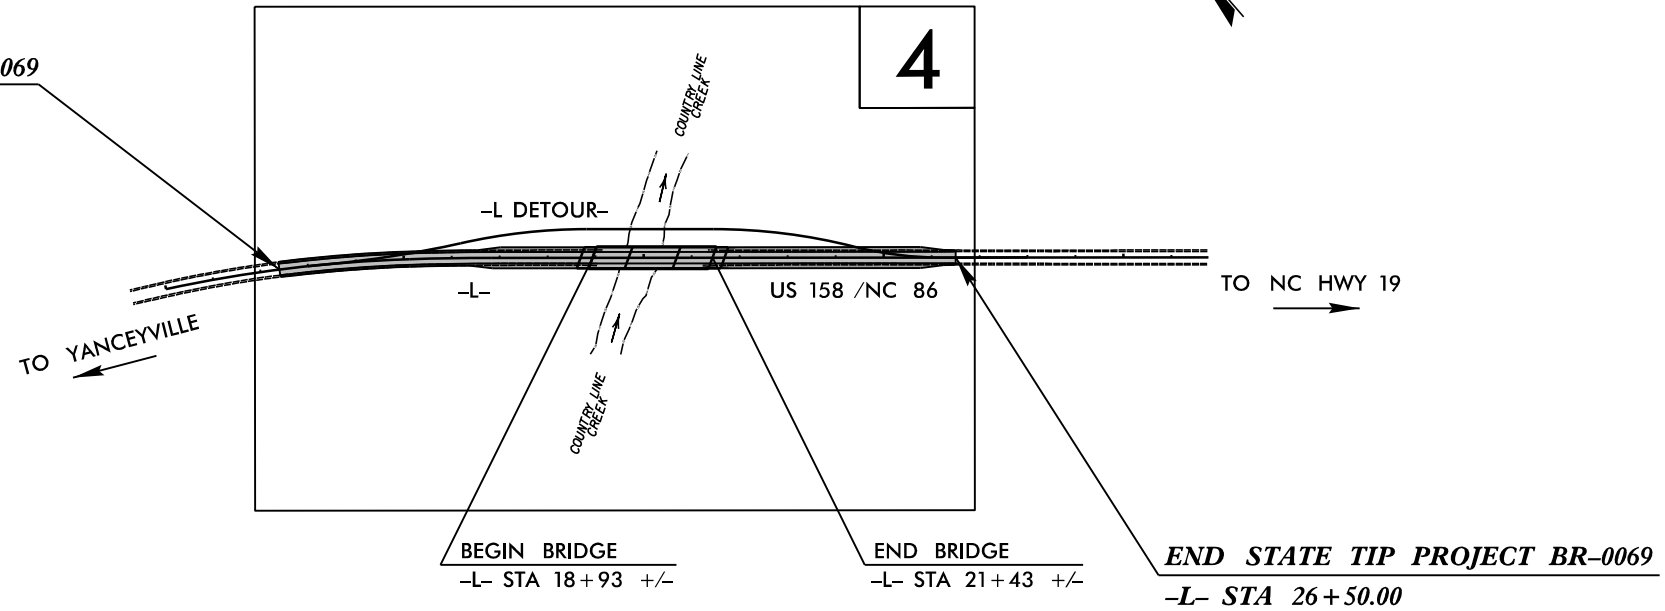 069
4
COUNTRY LINE
CREEK
–L DETOUR–
–L–
US 158 /NC 86
TO NC HWY 19
TO YANCEYVILLE
COUNTRY LINE
CREEK
BEGIN BRIDGE
–L– STA 18+93 +/–
END BRIDGE
–L– STA 21+43 +/–
END STATE TIP PROJECT BR–0069
–L– STA 26+50.00